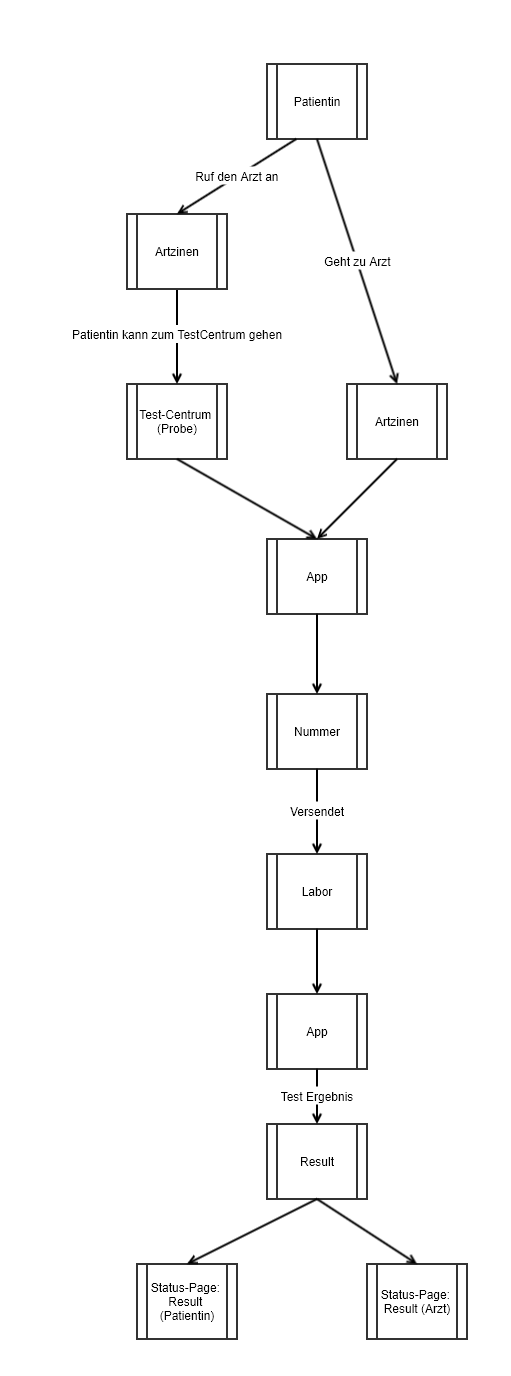 Patientin
Ruf den Arzt an
Artzinen
Geht zu Arzt
Patientin kann zum TestCentrum gehen
Test-Centrum
(Probe)
Artzinen
App
Nummer
Versendet
Labor
App
Test Ergebnis
Result
Status-Page:
Result
(Patientin)
Status-Page:
Result (Arzt)